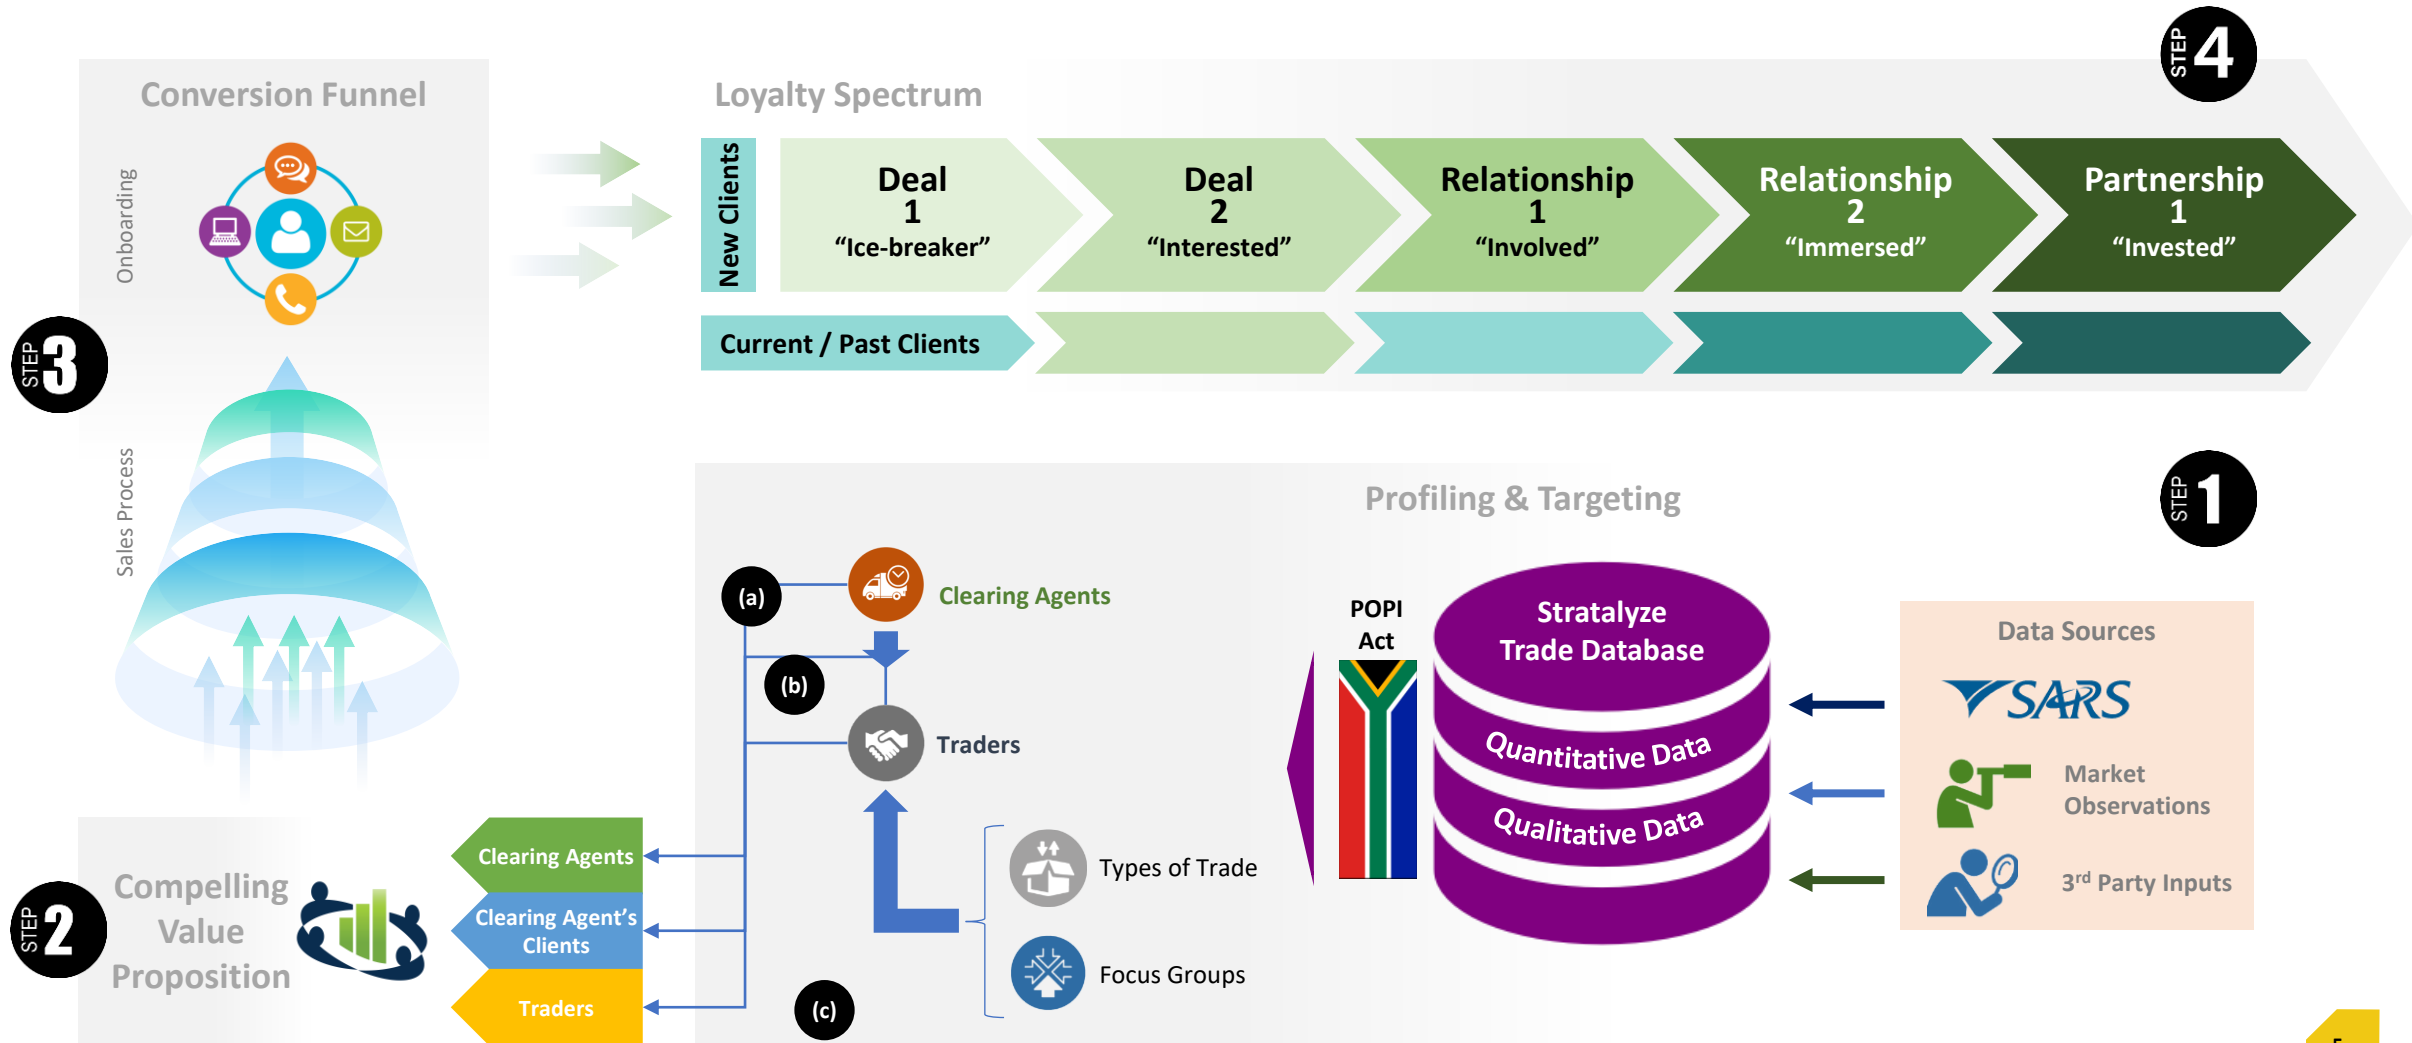 STEP 4
Conversion Funnel
Loyalty Spectrum
Onboarding
New Clients
Deal
1
“Ice-breaker”
Deal
2
“Interested”
Relationship
1
“Involved”
Relationship
2
“Immersed”
Partnership
1
“Invested”
Current / Past Clients
STEP 3
Sales Process
Profiling & Targeting
STEP 1
(a)
Clearing Agents
(b)
Traders
Types of Trade
Focus Groups
(c)
POPI
Act
Stratalyze
Trade Database
Quantitative Data
Qualitative Data
Data Sources
SARS
Market
Observations
3rd Party Inputs
STEP 2
Compelling
Value
Proposition
Clearing Agents
Clearing Agent’s
Clients
Traders